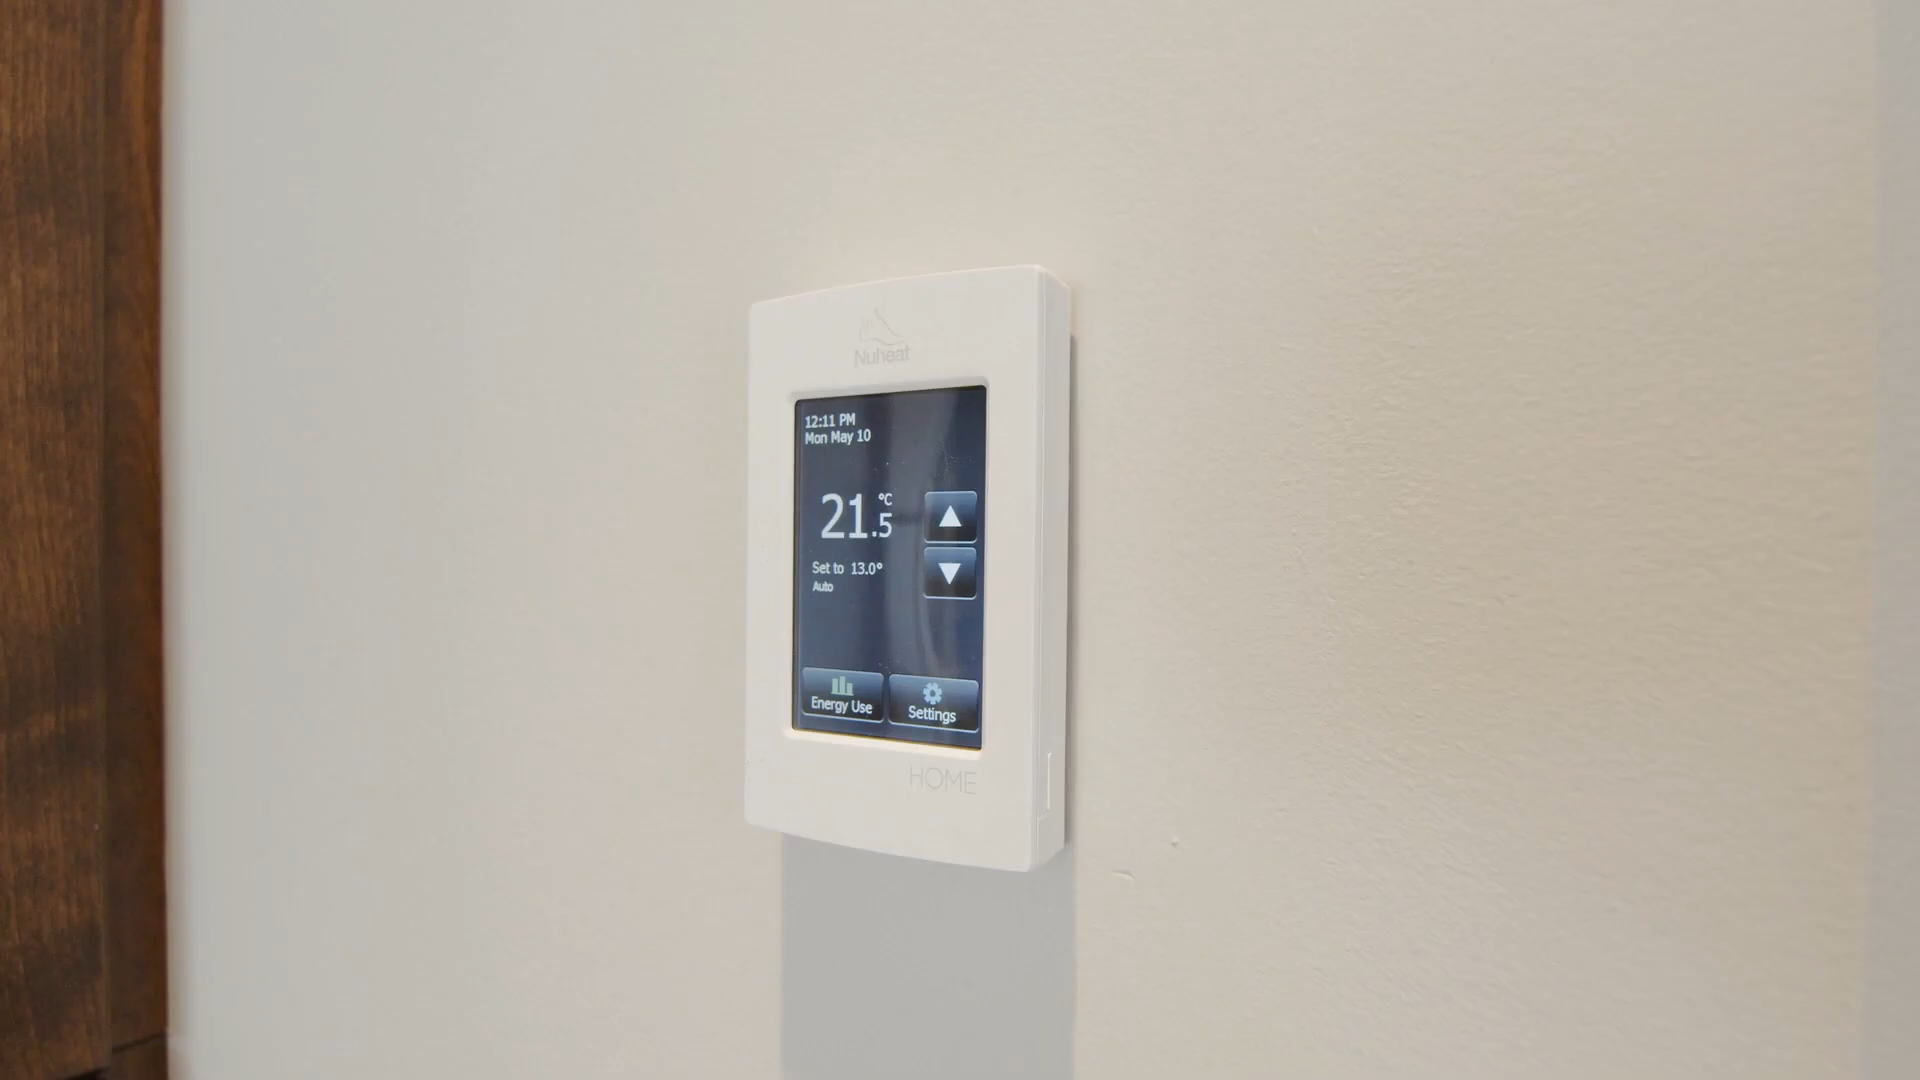 Nuheat
12:11 PM
Mon May 10
21.5 °C
Set to 13.0°
Auto
Energy Use
Settings
HOME